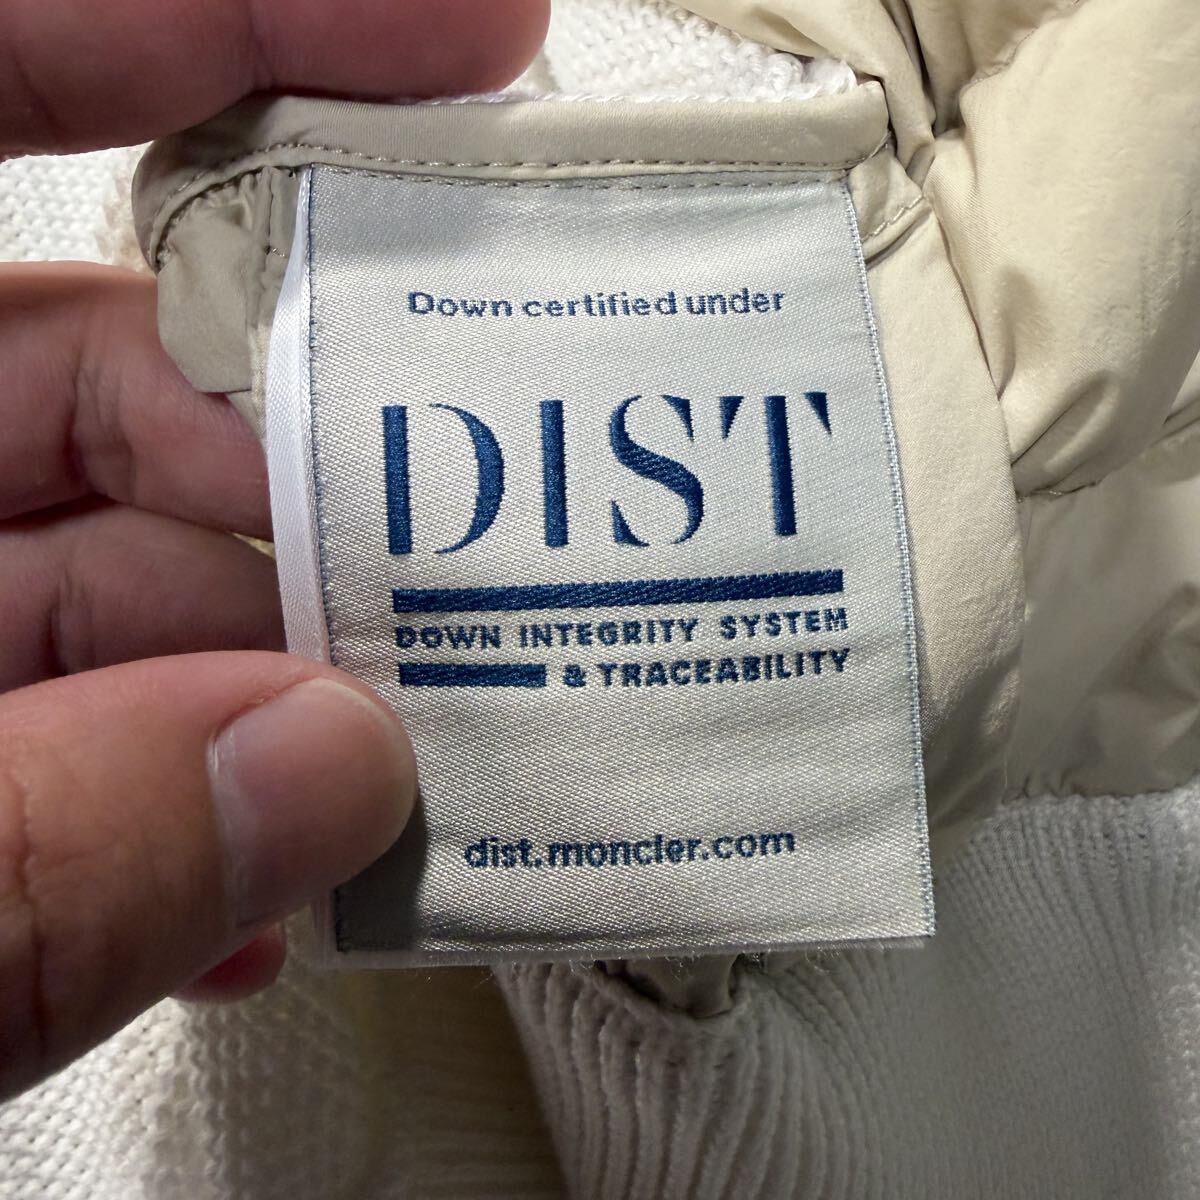 Down certified under
DIST
DOWN INTEGRITY SYSTEM
& TRACEABILITY
dist.moncler.com